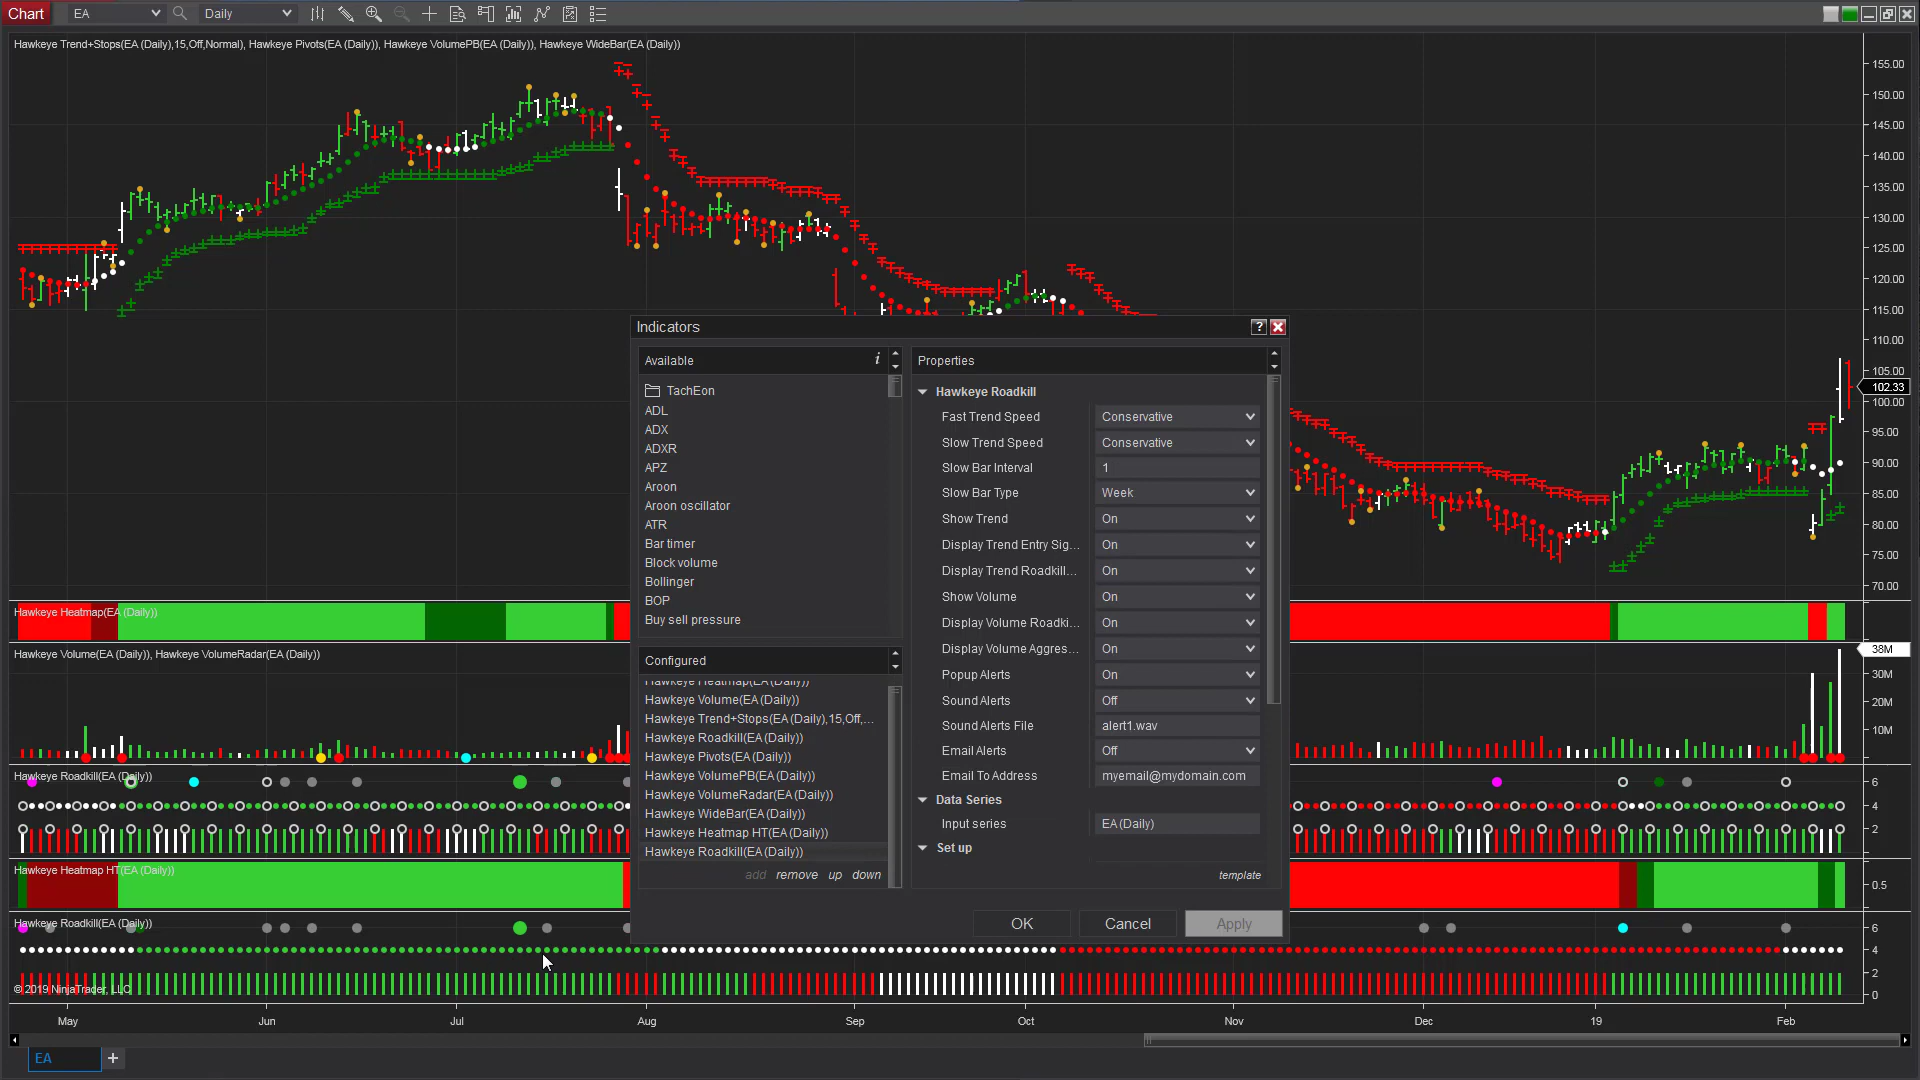 Chart EA Daily
Hawkeye Trend+Stops(EA (Daily),15,Off,Normal), Hawkeye Pivots(EA (Daily)), Hawkeye VolumePB(EA (Daily)), Hawkeye WideBar(EA (Daily))
155.00
150.00
145.00
140.00
135.00
130.00
125.00
120.00
115.00
110.00
105.00
102.33
100.00
95.00
90.00
85.00
80.00
75.00
70.00
Indicators ?
Available i
TachEon
ADL
ADX
ADXR
APZ
Aroon
Aroon oscillator
ATR
Bar timer
Block volume
Bollinger
BOP
Buy sell pressure
Configured
Hawkeye Heatmap(EA (Daily))
Hawkeye Volume(EA (Daily))
Hawkeye Trend+Stops(EA (Daily),15,Off,...
Hawkeye Roadkill(EA (Daily))
Hawkeye Pivots(EA (Daily))
Hawkeye VolumePB(EA (Daily))
Hawkeye VolumeRadar(EA (Daily))
Hawkeye WideBar(EA (Daily))
Hawkeye Heatmap HT(EA (Daily))
Hawkeye Roadkill(EA (Daily))
add remove up down
Properties
Hawkeye Roadkill
Fast Trend Speed Conservative
Slow Trend Speed Conservative
Slow Bar Interval 1
Slow Bar Type Week
Show Trend On
Display Trend Entry Sig... On
Display Trend Roadkill... On
Show Volume On
Display Volume Roadki... On
Display Volume Aggres... On
Popup Alerts On
Sound Alerts Off
Sound Alerts File alert1.wav
Email Alerts Off
Email To Address myemail@mydomain.com
Data Series
Input series EA (Daily)
Set up
template
OK Cancel Apply
Hawkeye Heatmap(EA (Daily))
Hawkeye Volume(EA (Daily)), Hawkeye VolumeRadar(EA (Daily))
38M
30M
20M
10M
Hawkeye Roadkill(EA (Daily))
6
4
2
Hawkeye Heatmap HT(EA (Daily))
0.5
Hawkeye Roadkill(EA (Daily))
6
4
2
0
© 2019 NinjaTrader, LLC
May Jun Jul Aug Sep Oct Nov Dec 19 Feb
EA +